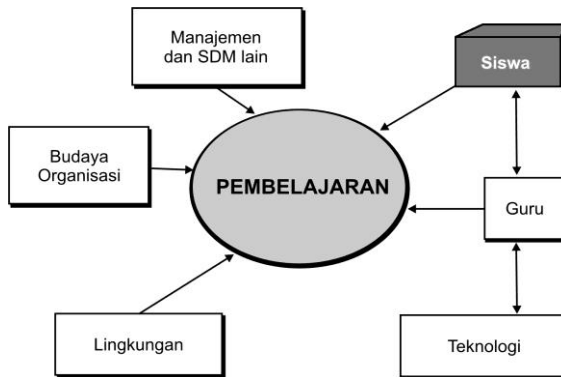 Manajemen
dan SDM lain
Siswa
Budaya
Organisasi
PEMBELAJARAN
Guru
Lingkungan
Teknologi